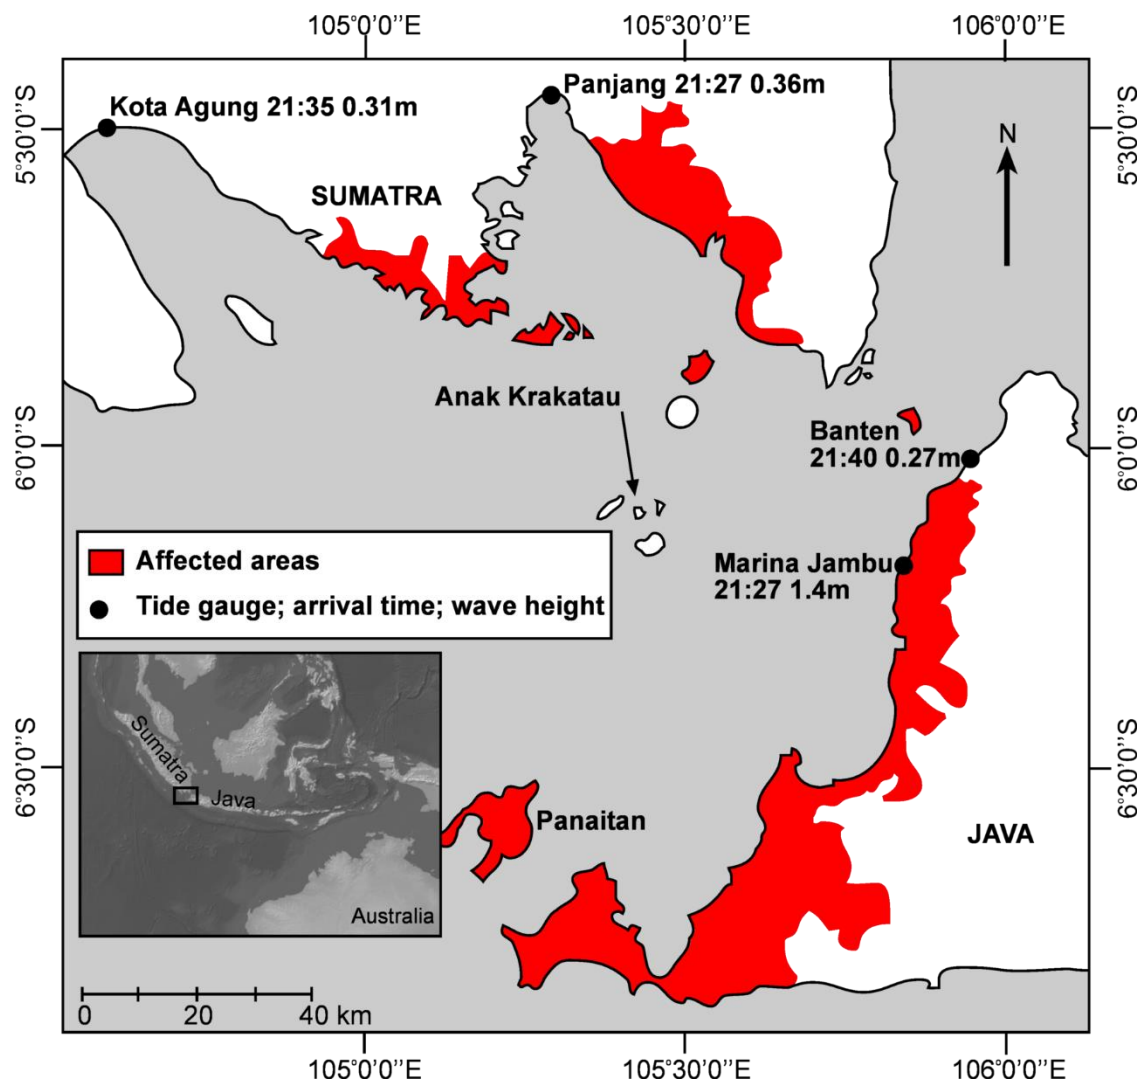 105°0'0''E
105°30'0''E
106°0'0''E
5°30'0''S
5°30'0''S
Kota Agung 21:35 0.31m
Panjang 21:27 0.36m
N
SUMATRA
Anak Krakatau
Banten
21:40 0.27m
6°0'0''S
6°0'0''S
Affected areas
Tide gauge; arrival time; wave height
Marina Jambu
21:27 1.4m
Sumatra
Java
Australia
Panaitan
JAVA
6°30'0''S
6°30'0''S
0 20 40 km
105°0'0''E
105°30'0''E
106°0'0''E